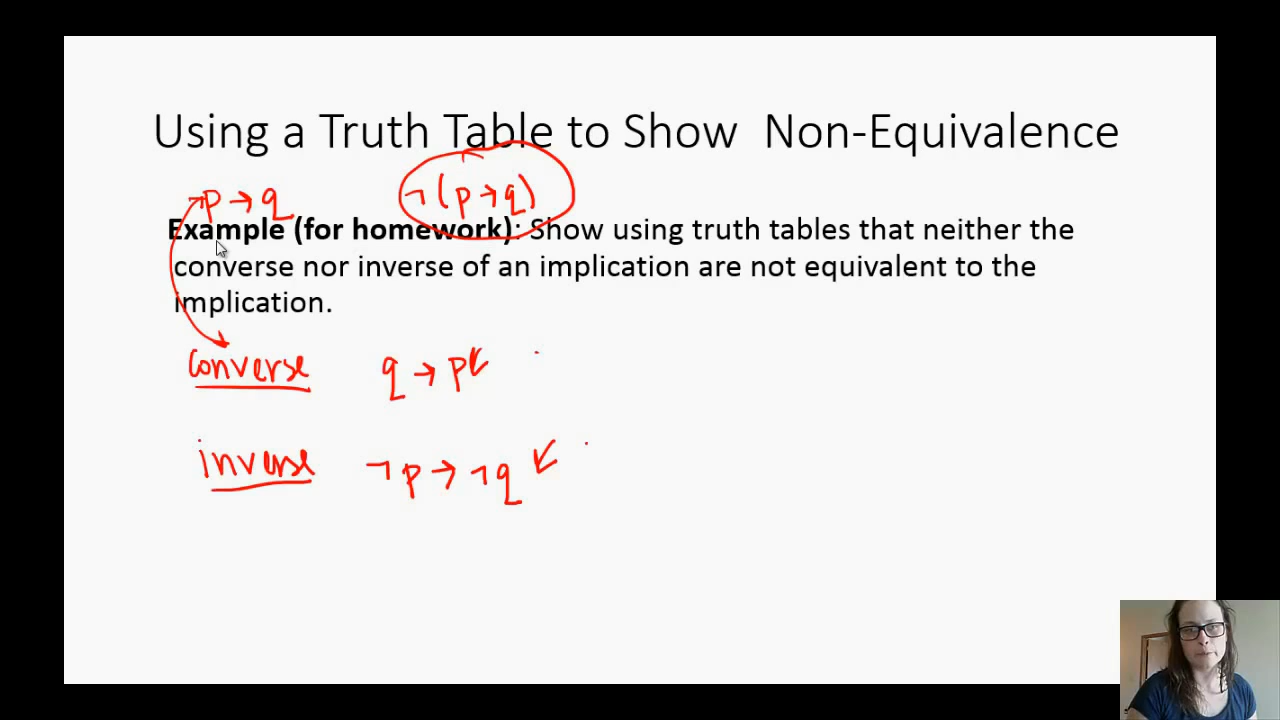 Using a Truth Table to Show Non-Equivalence
p → q ¬(p → q)
Example (for homework): Show using truth tables that neither the
converse nor inverse of an implication are not equivalent to the
implication.
converse q → p
inverse ¬p → ¬q